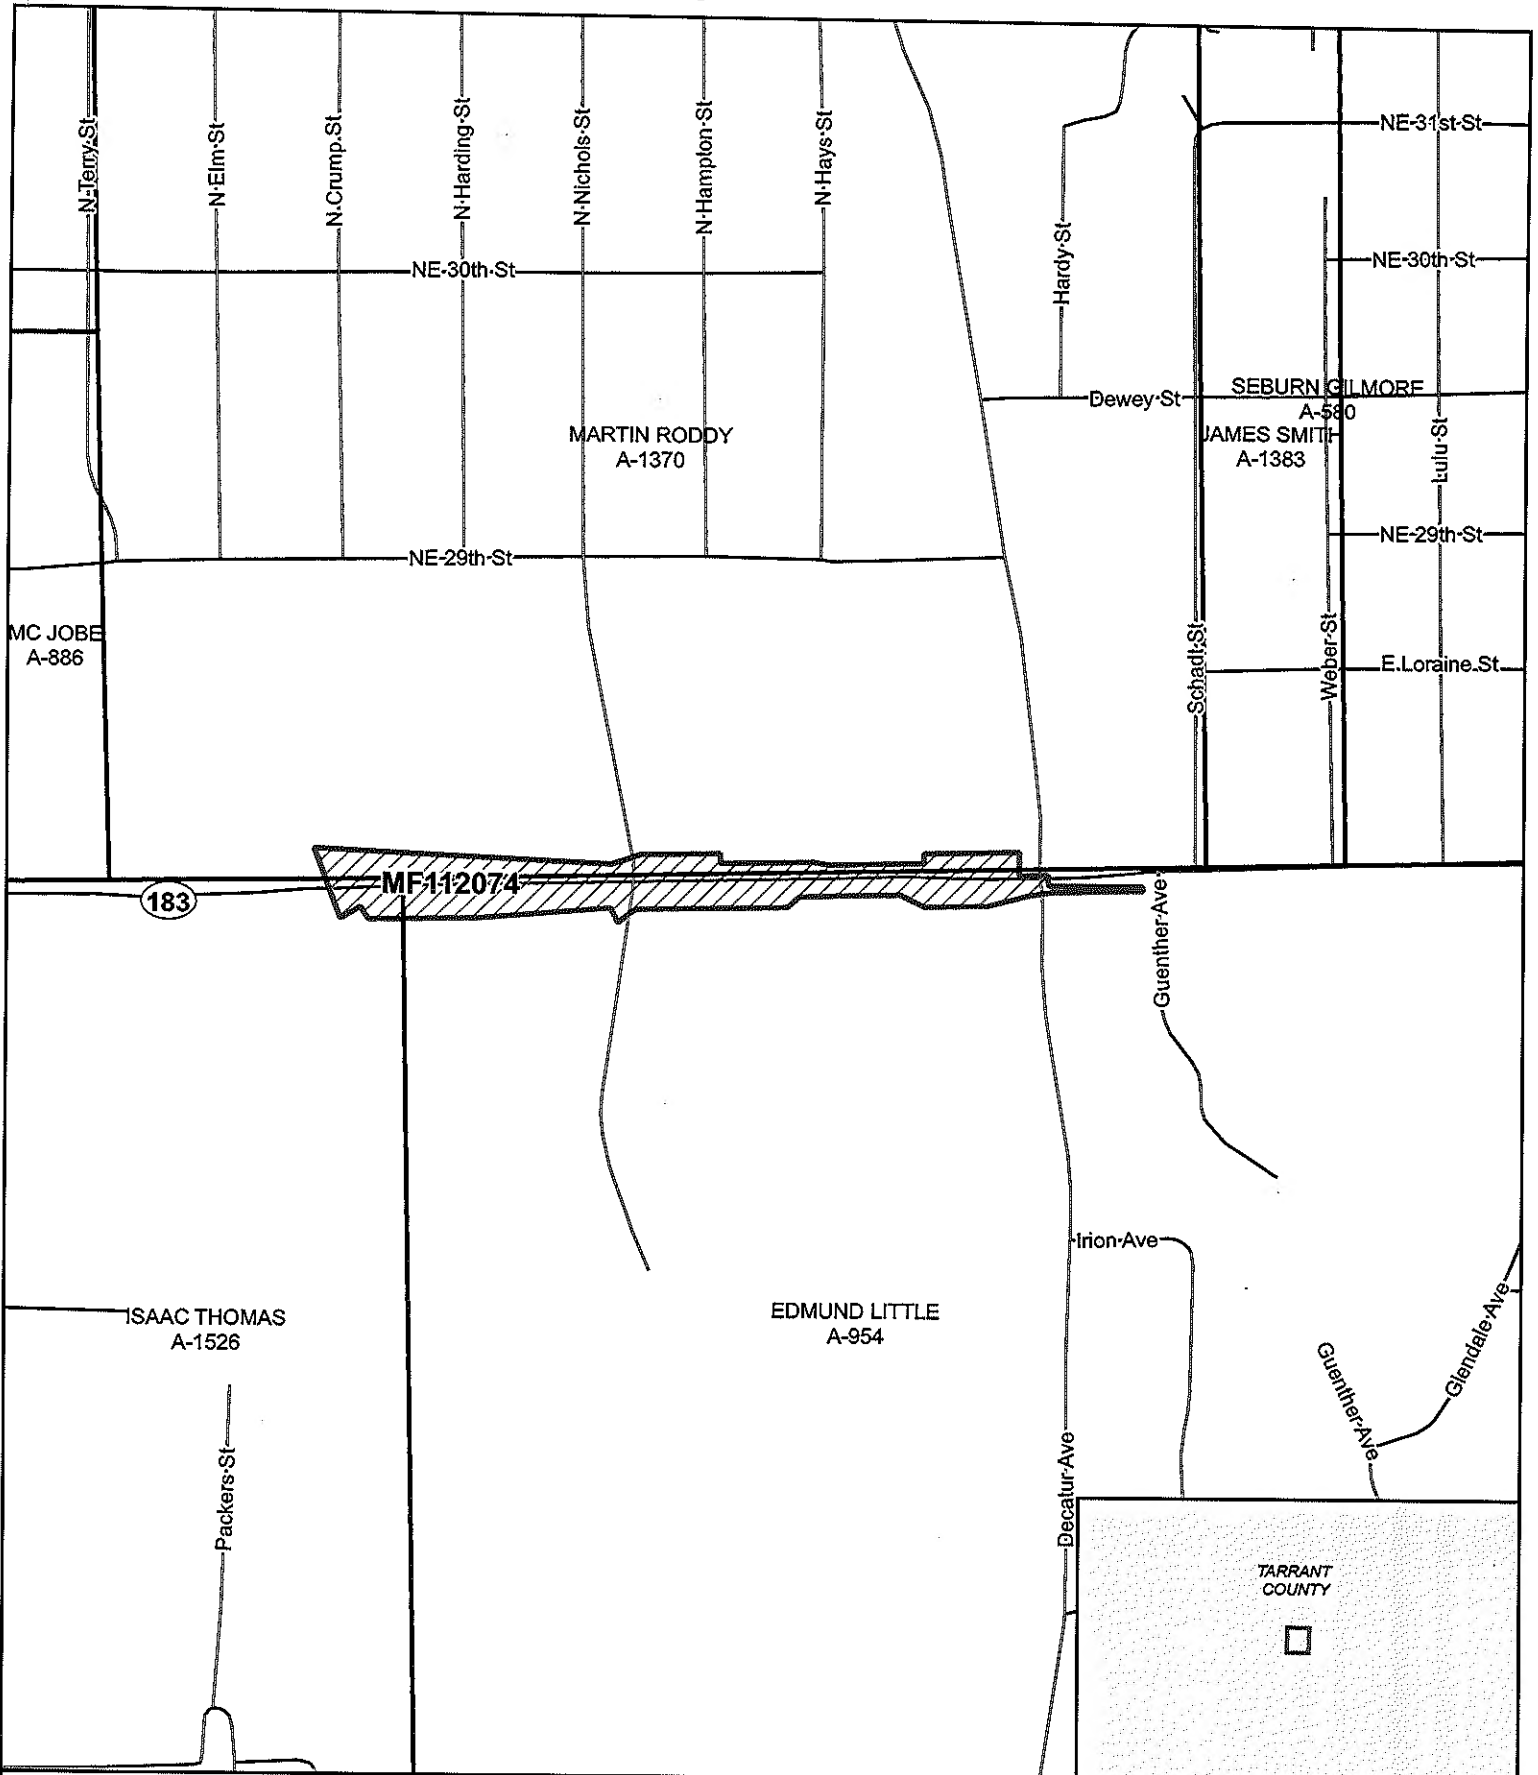 N Terry St
N Elm St
N Crump St
N Harding St
N Nichols St
N Hampton St
N Hays St
Hardy St
NE 31st St
NE 30th St
NE 30th St
Dewey St
SEBURN GILMORE
A-580
JAMES SMITH
A-1383
Lulu St
MARTIN RODDY
A-1370
NE 29th St
NE 29th St
MC JOBE
A-886
Schadt St
Weber St
E Loraine St
MF112074
183
Guenther Ave
Irion Ave
ISAAC THOMAS
A-1526
EDMUND LITTLE
A-954
Glendale Ave
Guenther Ave
Packers St
Decatur Ave
TARRANT
COUNTY